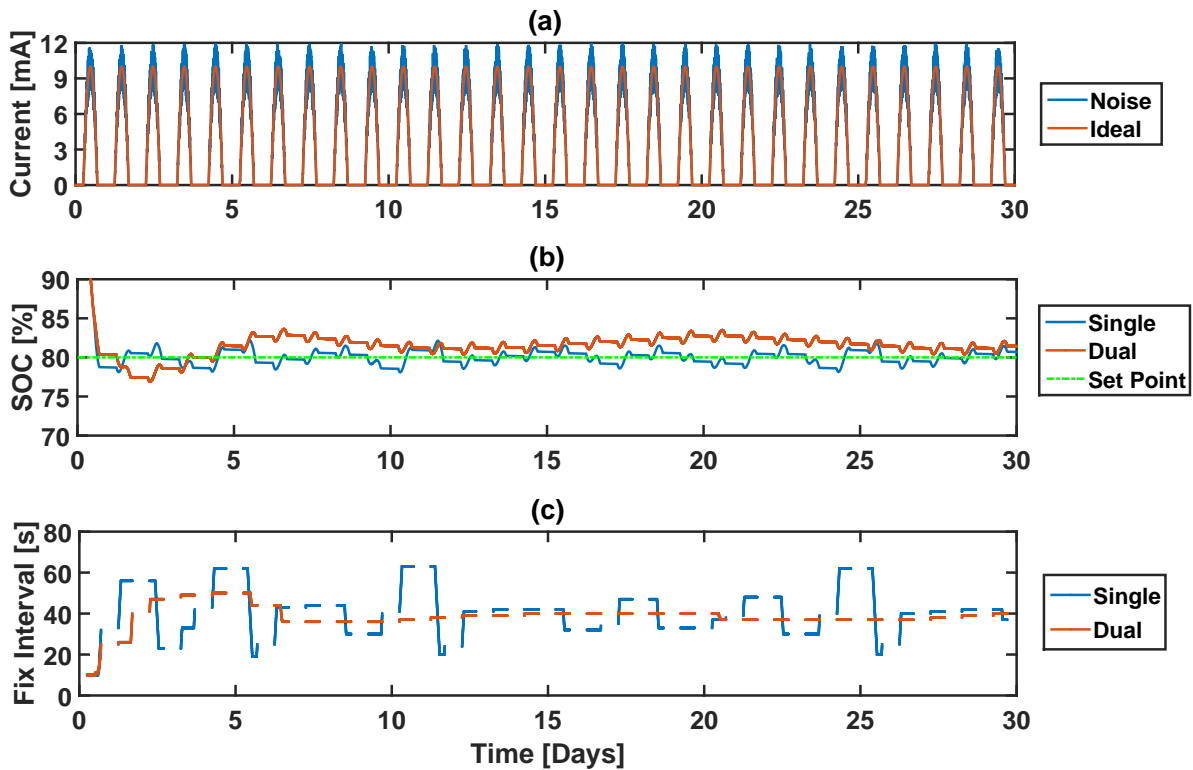 (a)
Current [mA]
12
9
6
3
0
0 5 10 15 20 25 30
Noise
Ideal
(b)
SOC [%]
90
85
80
75
70
0 5 10 15 20 25 30
Single
Dual
Set Point
(c)
Fix Interval [s]
80
60
40
20
0
0 5 10 15 20 25 30
Time [Days]
Single
Dual